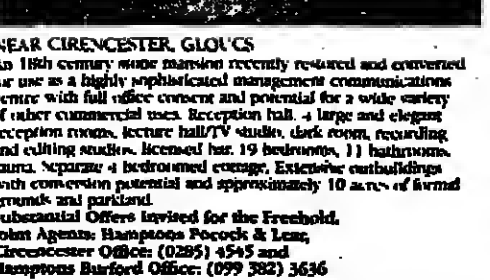 NEAR CIRENCESTER, GLOUCS
An 18th century stone mansion recently restored and converted
for use as a highly sophisticated management communications
centre with full office consent and potential for a wide variety
of other commercial uses. Reception hall, 4 large and elegant
reception rooms, lecture hall/TV studio, dark room, recording
and editing studios, licensed bar, 19 bedrooms, 11 bathrooms,
sauna. Separate 4 bedroomed cottage. Extensive outbuildings
with conversion potential and approximately 10 acres of formal
grounds and parkland.
Substantial Offers Invited for the Freehold.
Joint Agents: Hamptons Pocock & Lear,
Cirencester Office: (0285) 4545 and
Hamptons Burford Office: (099 382) 3636